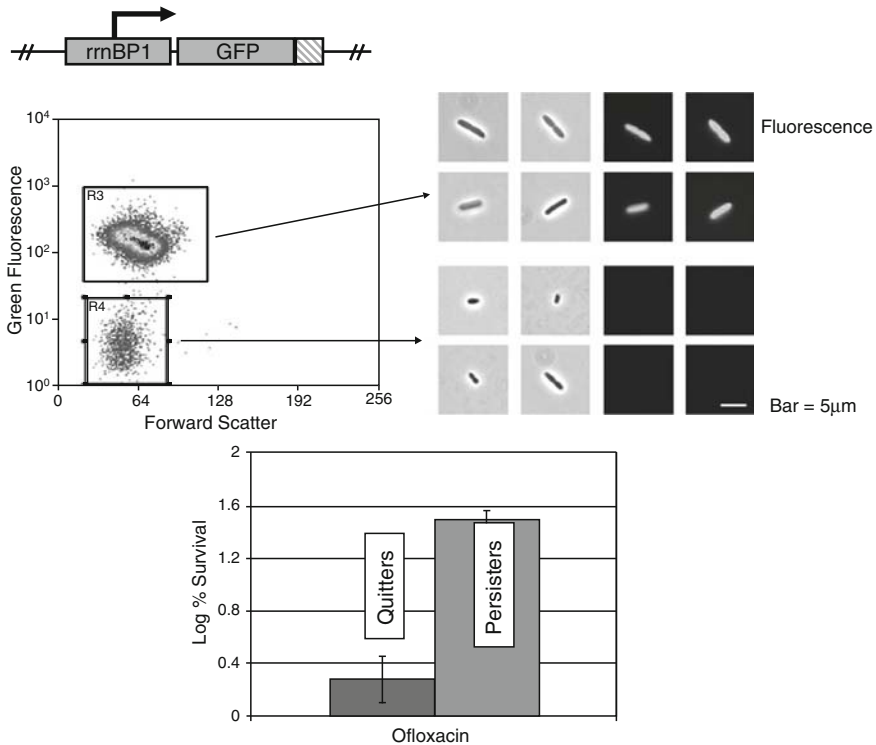 rrnBP1 GFP
Green Fluorescence
10⁴
10³
10²
10¹
10⁰
R3
R4
0 64 128 192 256
Forward Scatter
Fluorescence
Bar = 5μm
Log % Survival
2
1.6
1.2
0.8
0.4
0
Quitters
Persisters
Ofloxacin